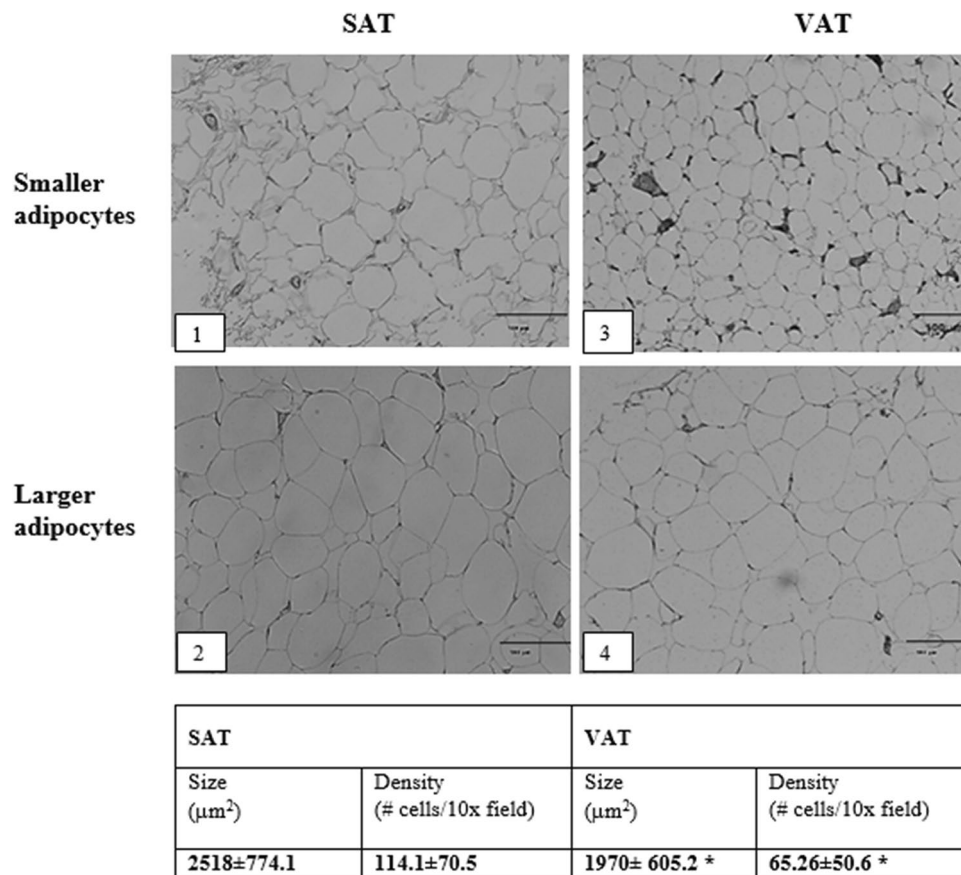 SAT VAT
Smaller
adipocytes
1 3
Larger
adipocytes
2 4
SAT VAT
Size Density Size Density
(μm²) (# cells/10x field) (μm²) (# cells/10x field)
2518±774.1 114.1±70.5 1970± 605.2 * 65.26±50.6 *